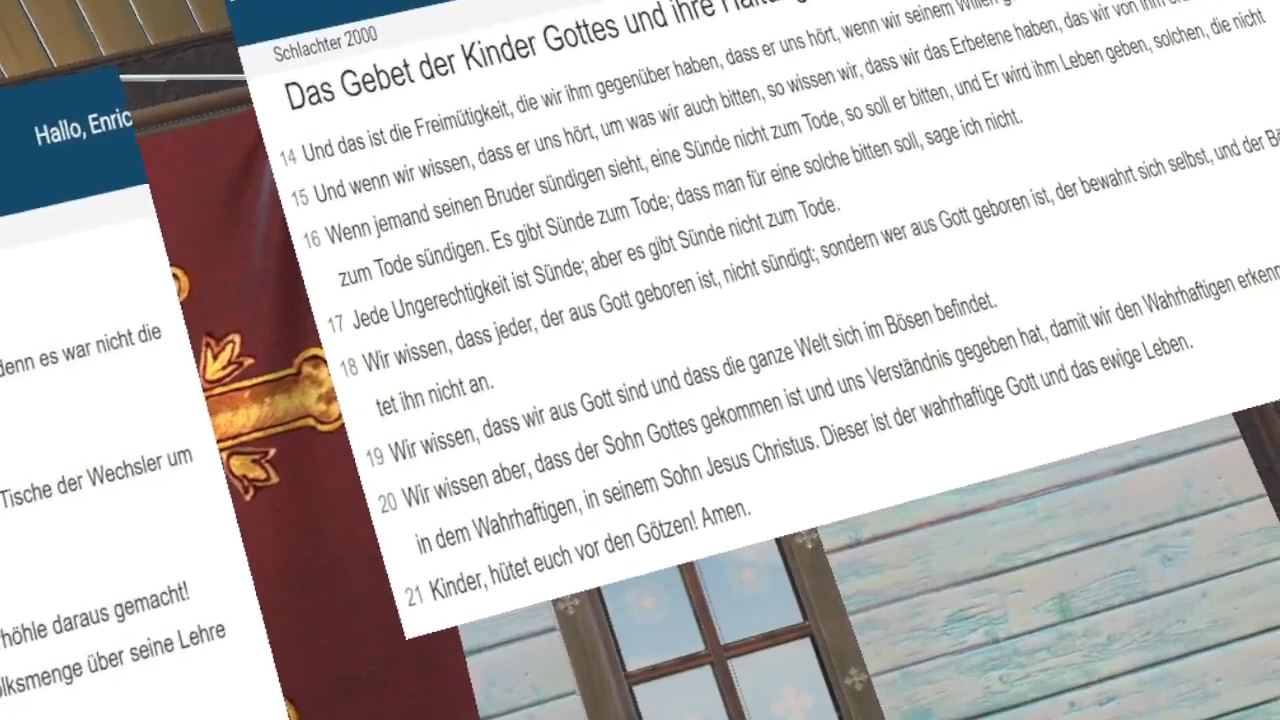 Hallo, Enric
denn es war nicht die
Tische der Wechsler um
höhle daraus gemacht!
olksmenge über seine Lehre
Schlachter 2000
Das Gebet der Kinder Gottes und ihre Haltung
14 Und das ist die Freimütigkeit, die wir ihm gegenüber haben, dass er uns hört, wenn wir seinem Willen
15 Und wenn wir wissen, dass er uns hört, um was wir auch bitten, so wissen wir, dass wir das Erbetene haben, das wir von ihm
16 Wenn jemand seinen Bruder sündigen sieht, eine Sünde nicht zum Tode, so soll er bitten, und Er wird ihm Leben geben, solchen, die nicht
zum Tode sündigen. Es gibt Sünde zum Tode; dass man für eine solche bitten soll, sage ich nicht.
17 Jede Ungerechtigkeit ist Sünde; aber es gibt Sünde nicht zum Tode.
18 Wir wissen, dass jeder, der aus Gott geboren ist, nicht sündigt; sondern wer aus Gott geboren ist, der bewahrt sich selbst, und der Bö
tet ihn nicht an.
19 Wir wissen, dass wir aus Gott sind und dass die ganze Welt sich im Bösen befindet.
20 Wir wissen aber, dass der Sohn Gottes gekommen ist und uns Verständnis gegeben hat, damit wir den Wahrhaftigen erkenn
in dem Wahrhaftigen, in seinem Sohn Jesus Christus. Dieser ist der wahrhaftige Gott und das ewige Leben.
21 Kinder, hütet euch vor den Götzen! Amen.